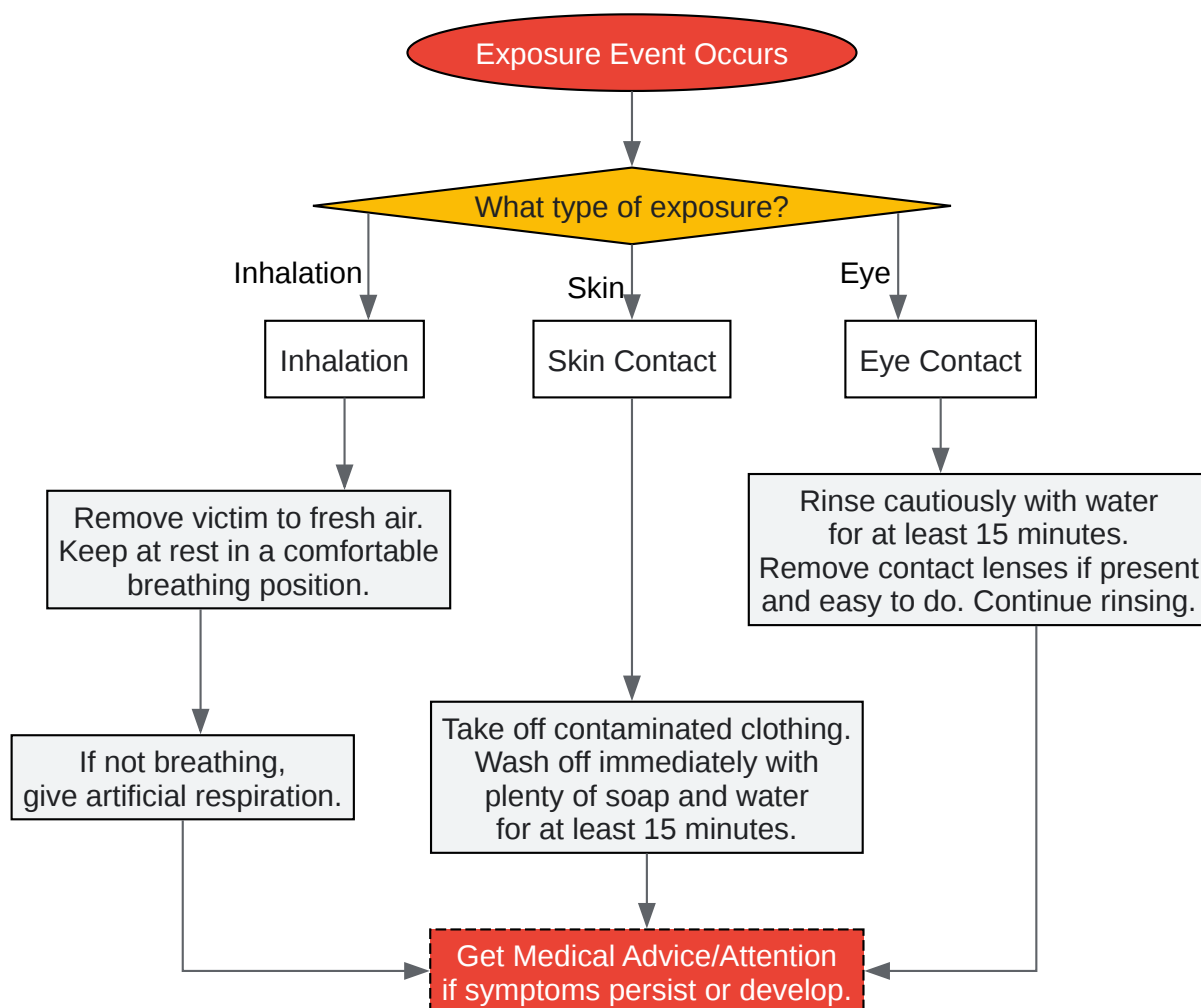 Exposure Event Occurs
What type of exposure?
Inhalation
Skin
Eye
Inhalation
Skin Contact
Eye Contact
Remove victim to fresh air.
Keep at rest in a comfortable
breathing position.
Rinse cautiously with water
for at least 15 minutes.
Remove contact lenses if present
and easy to do. Continue rinsing.
If not breathing,
give artificial respiration.
Take off contaminated clothing.
Wash off immediately with
plenty of soap and water
for at least 15 minutes.
Get Medical Advice/Attention
if symptoms persist or develop.